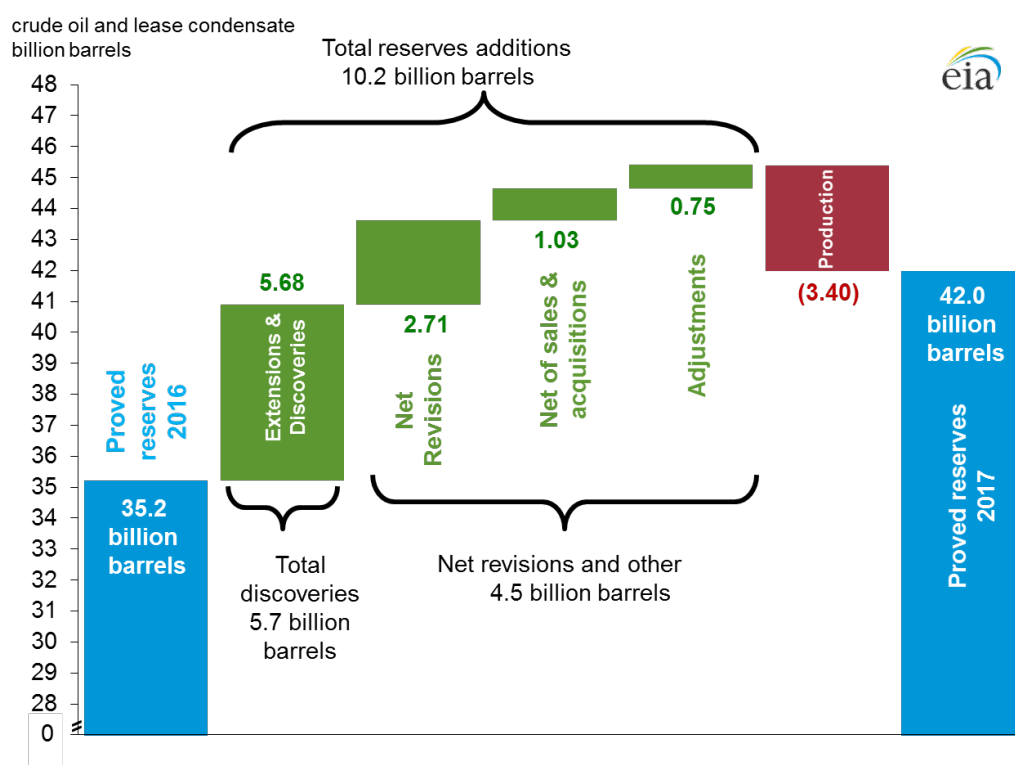 crude oil and lease condensate
billion barrels
Total reserves additions
10.2 billion barrels
eia
48
47
46
45
44
43
42
41
40
39
38
37
36
35
34
33
32
31
30
29
28
0
Proved
reserves
2016
35.2
billion
barrels
5.68
Extensions &
Discoveries
2.71
Net
Revisions
1.03
Net of sales &
acquisitions
0.75
Adjustments
Production
(3.40)
42.0
billion
barrels
Proved reserves
2017
Total
discoveries
5.7 billion
barrels
Net revisions and other
4.5 billion barrels